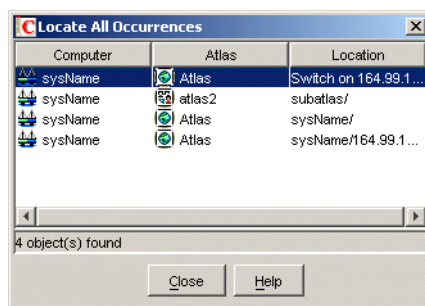 Locate All Occurrences
Computer Atlas Location
sysName Atlas Switch on 164.99.1...
sysName atlas2 subatlas/
sysName Atlas sysName/
sysName Atlas sysName/164.99.1...
4 object(s) found
Close Help